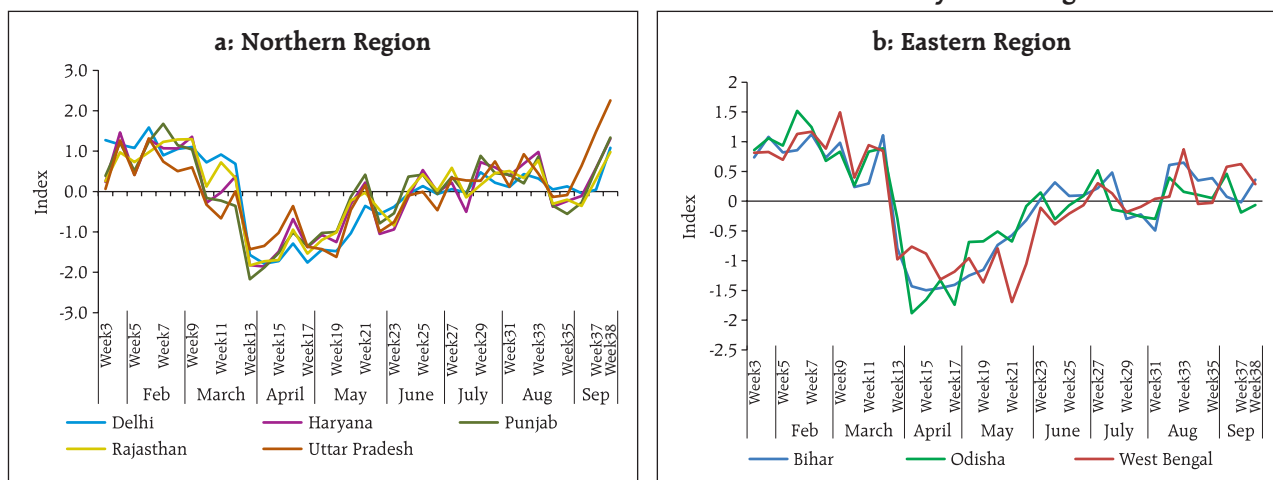 a: Northern Region
3.0
2.0
1.0
0.0
-1.0
-2.0
-3.0
Index
Week3
Week5
Week7
Week9
Week11
Week13
Week15
Week17
Week19
Week21
Week23
Week25
Week27
Week29
Week31
Week33
Week35
Week37
Week38
Feb March April May June July Aug Sep
Delhi Haryana Punjab
Rajasthan Uttar Pradesh
b: Eastern Region
2
1.5
1
0.5
0
-0.5
-1
-1.5
-2
-2.5
Index
Week3
Week5
Week7
Week9
Week11
Week13
Week15
Week17
Week19
Week21
Week23
Week25
Week27
Week29
Week31
Week33
Week35
Week37
Week38
Feb March April May June July Aug Sep
Bihar Odisha West Bengal